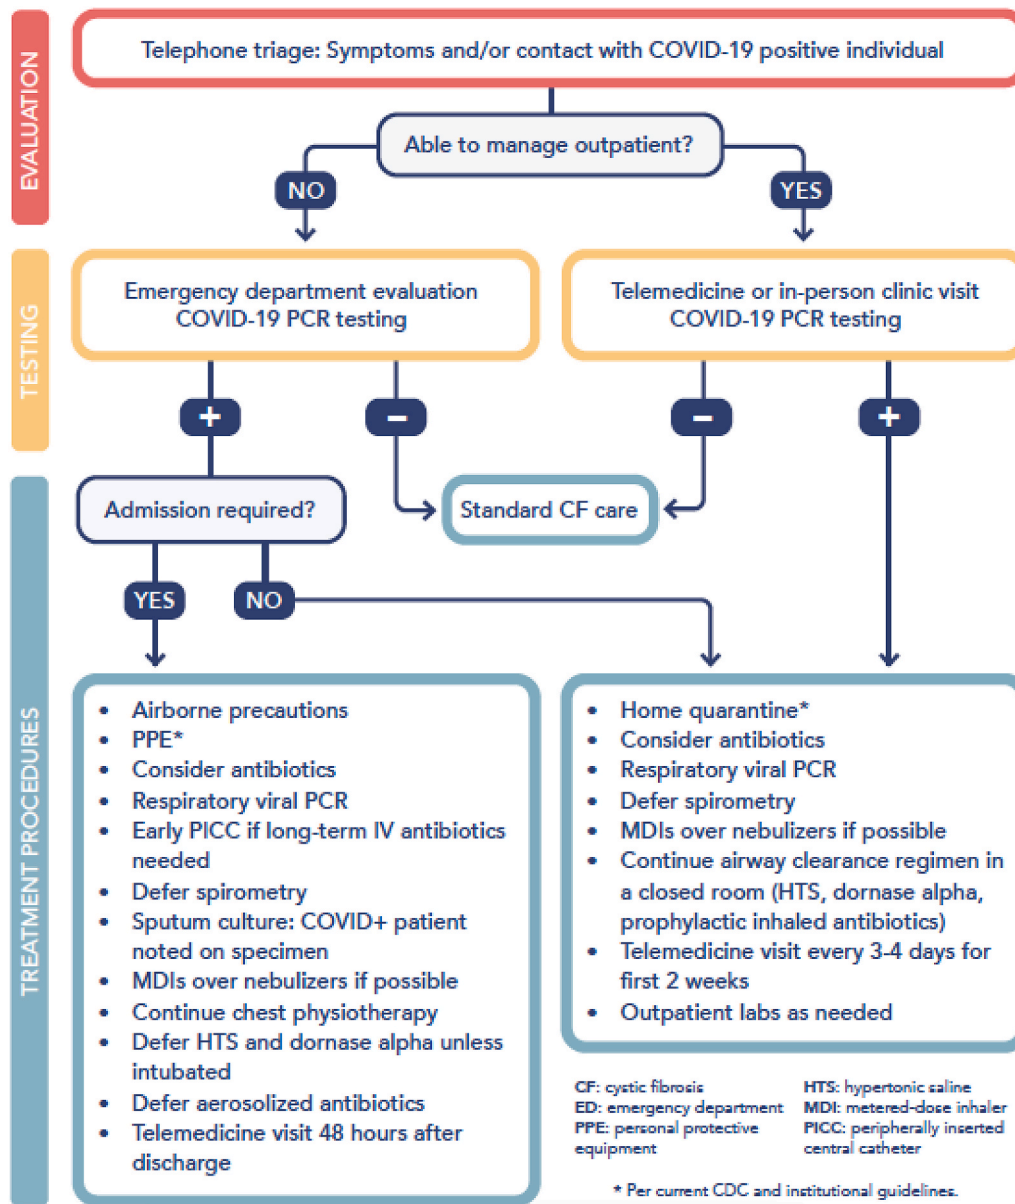 EVALUATION
Telephone triage: Symptoms and/or contact with COVID-19 positive individual
Able to manage outpatient?
NO
YES
TESTING
Emergency department evaluation
COVID-19 PCR testing
Telemedicine or in-person clinic visit
COVID-19 PCR testing
+
−
−
+
TREATMENT PROCEDURES
Admission required?
Standard CF care
YES
NO
• Airborne precautions
• PPE*
• Consider antibiotics
• Respiratory viral PCR
• Early PICC if long-term IV antibiotics
needed
• Defer spirometry
• Sputum culture: COVID+ patient
noted on specimen
• MDIs over nebulizers if possible
• Continue chest physiotherapy
• Defer HTS and dornase alpha unless
intubated
• Defer aerosolized antibiotics
• Telemedicine visit 48 hours after
discharge
• Home quarantine*
• Consider antibiotics
• Respiratory viral PCR
• Defer spirometry
• MDIs over nebulizers if possible
• Continue airway clearance regimen in
a closed room (HTS, dornase alpha,
prophylactic inhaled antibiotics)
• Telemedicine visit every 3-4 days for
first 2 weeks
• Outpatient labs as needed
CF: cystic fibrosis
ED: emergency department
PPE: personal protective
equipment
HTS: hypertonic saline
MDI: metered-dose inhaler
PICC: peripherally inserted
central catheter
* Per current CDC and institutional guidelines.